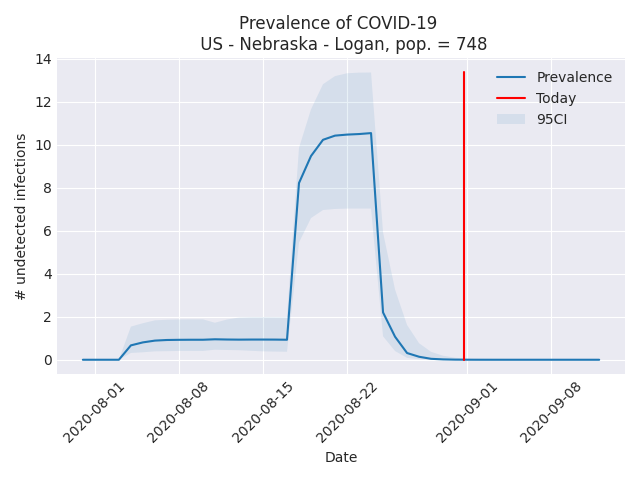 Prevalence of COVID-19
US - Nebraska - Logan, pop. = 748
14
12
10
8
6
4
2
0
# undetected infections
Prevalence
Today
95CI
2020-08-01
2020-08-08
2020-08-15
2020-08-22
2020-09-01
2020-09-08
Date